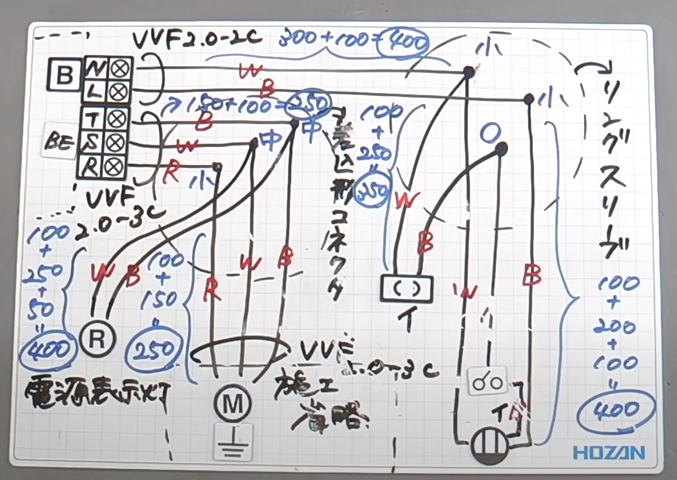 VVF2.0-2C
300+100=400
小
B
N
L
W
B
小
リングスリーブ
→150+100=250
BE
T
S
R
B
W
R
小
中
中
差込形コネクタ
100
+
250
"
250
O
W
B
VVF
2.0-3C
100
+
250
+
50
"
400
W
B
100
+
150
"
250
R
W
B
R
電源表示灯
VVF
2.0-3C
施工
省略
M
( )
イ
W
B
イ
100
+
200
+
100
"
400
HOZAN